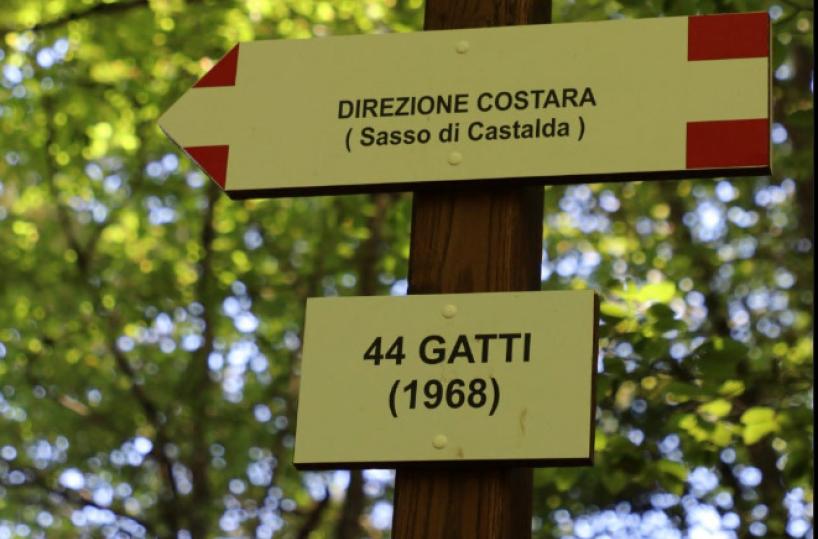 DIREZIONE COSTARA
( Sasso di Castalda )
44 GATTI
(1968)